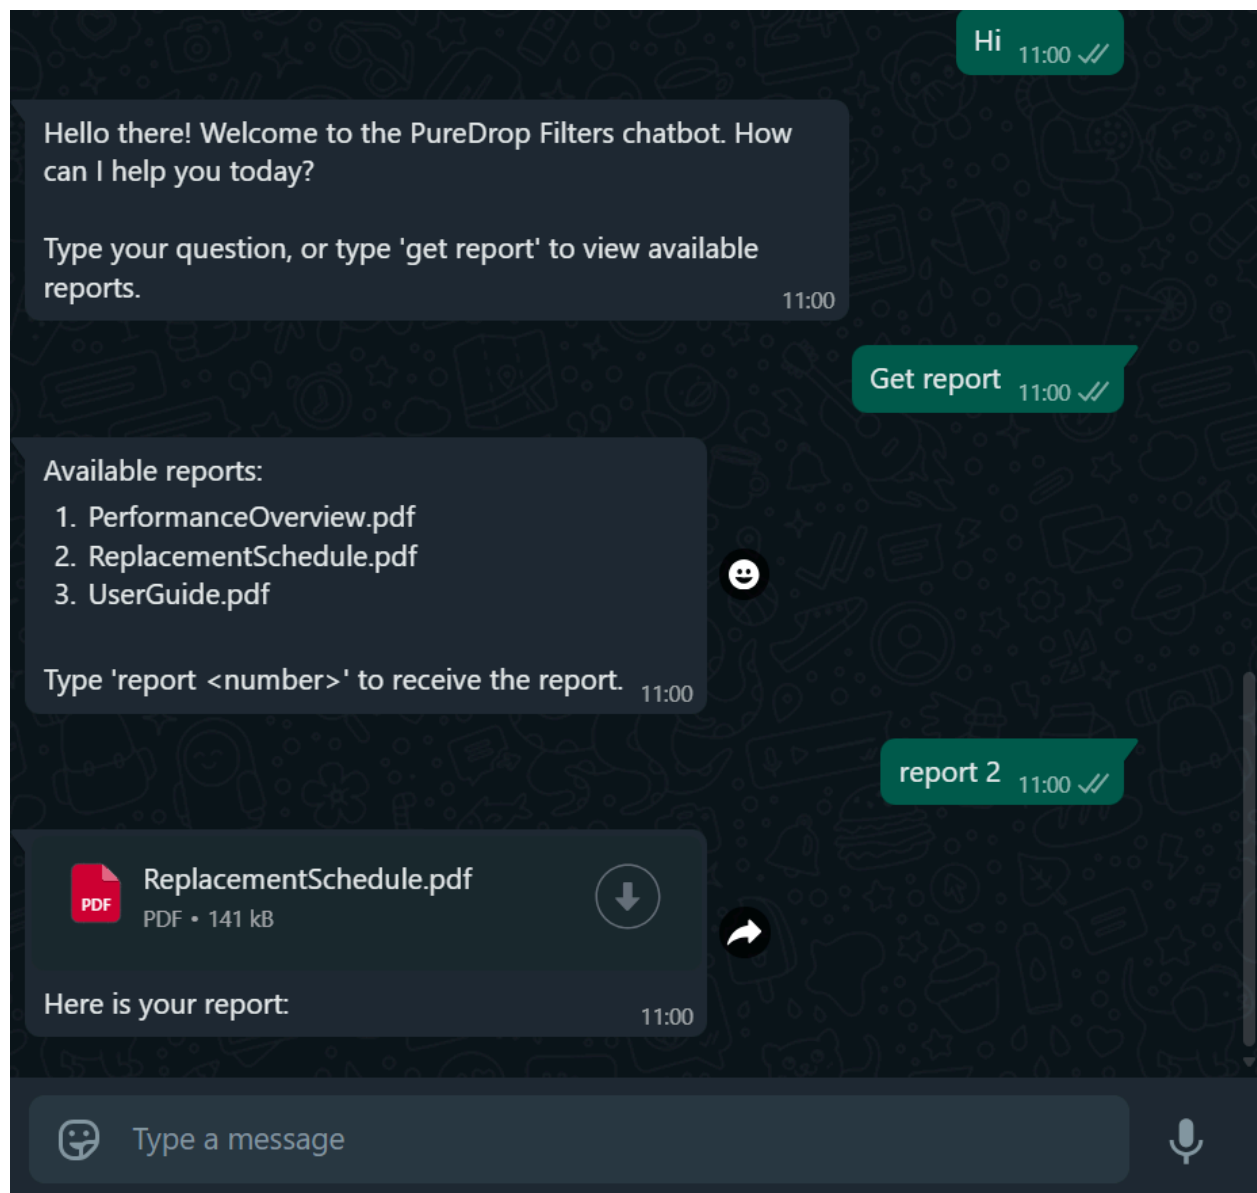 Hi 11:00
Hello there! Welcome to the PureDrop Filters chatbot. How
can I help you today?
Type your question, or type 'get report' to view available
reports.
11:00
Get report 11:00
Available reports:
1. PerformanceOverview.pdf
2. ReplacementSchedule.pdf
3. UserGuide.pdf
Type 'report <number>' to receive the report. 11:00
report 2 11:00
PDF
ReplacementSchedule.pdf
PDF • 141 kB
Here is your report:
11:00
Type a message